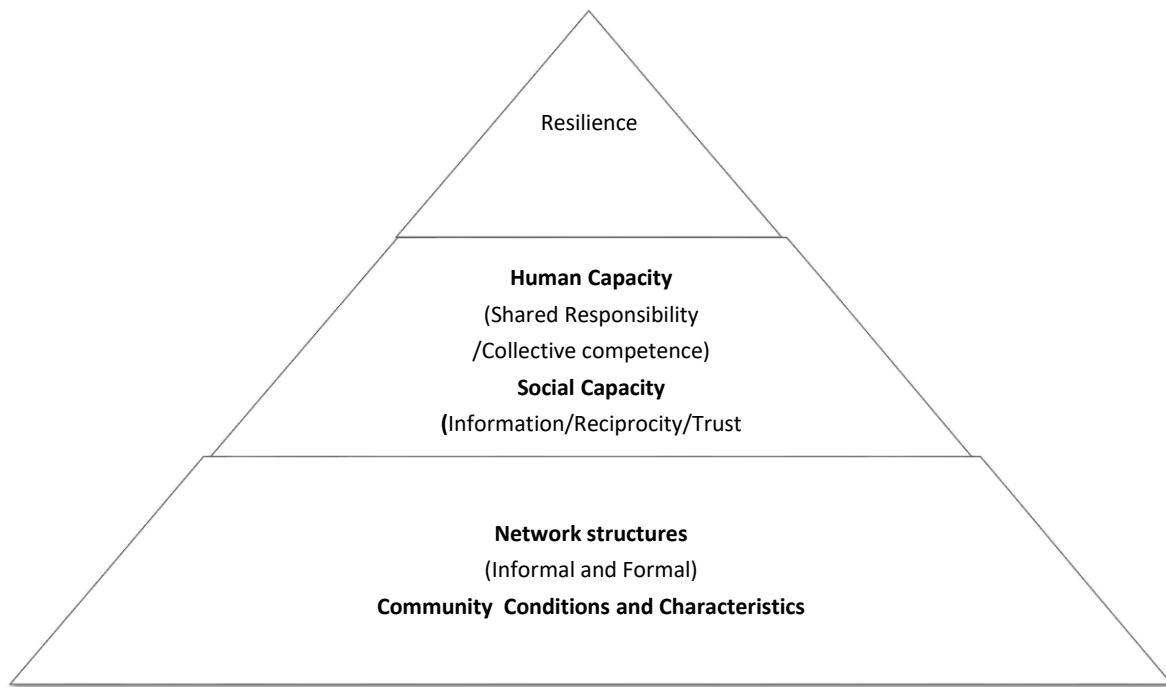 Resilience
Human Capacity
(Shared Responsibility
/Collective competence)
Social Capacity
(Information/Reciprocity/Trust
Network structures
(Informal and Formal)
Community  Conditions and Characteristics